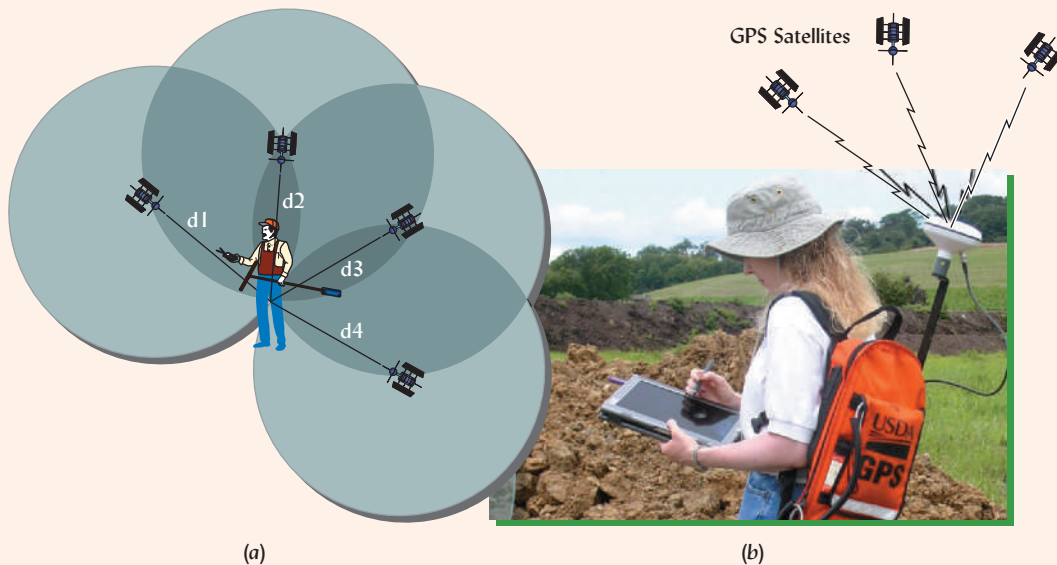 GPS Satellites
d1
d2
d3
d4
USDA
GPS
(a)
(b)